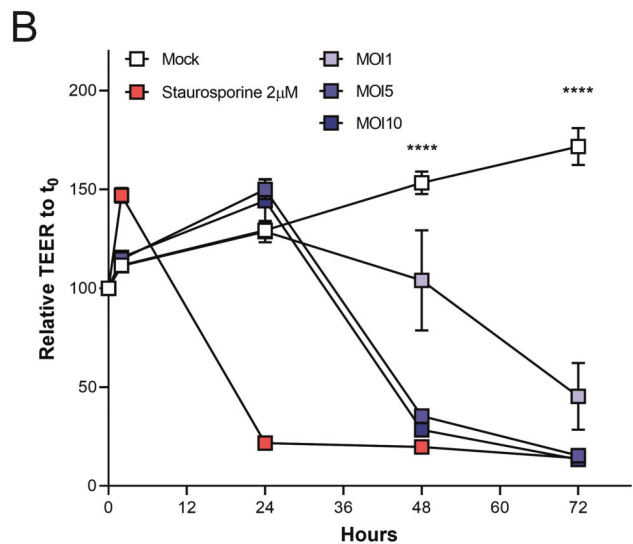 B
Mock
Staurosporine 2μM
MOI1
MOI5
MOI10
****
****
Relative TEER to t0
200
150
100
50
0
0 12 24 36 48 60 72
Hours